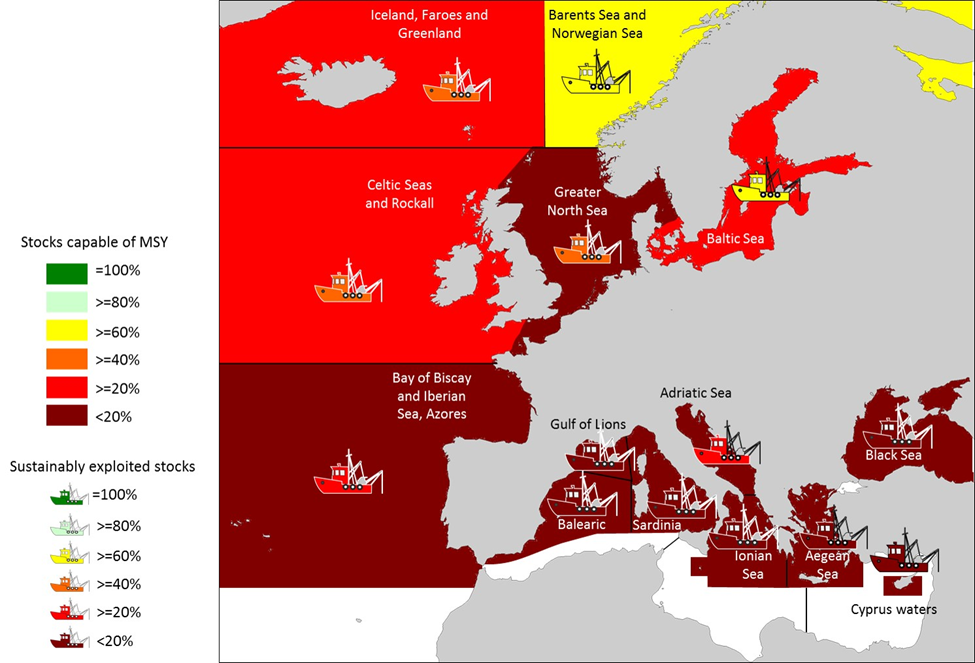 Iceland, Faroes and
Greenland
Barents Sea and
Norwegian Sea
Celtic Seas
and Rockall
Greater
North Sea
Baltic Sea
Stocks capable of MSY
=100%
>=80%
>=60%
>=40%
>=20%
<20%
Bay of Biscay
and Iberian
Sea, Azores
Adriatic Sea
Gulf of Lions
Black Sea
Balearic
Sardinia
Ionian
Sea
Aegean
Sea
Cyprus waters
Sustainably exploited stocks
=100%
>=80%
>=60%
>=40%
>=20%
<20%